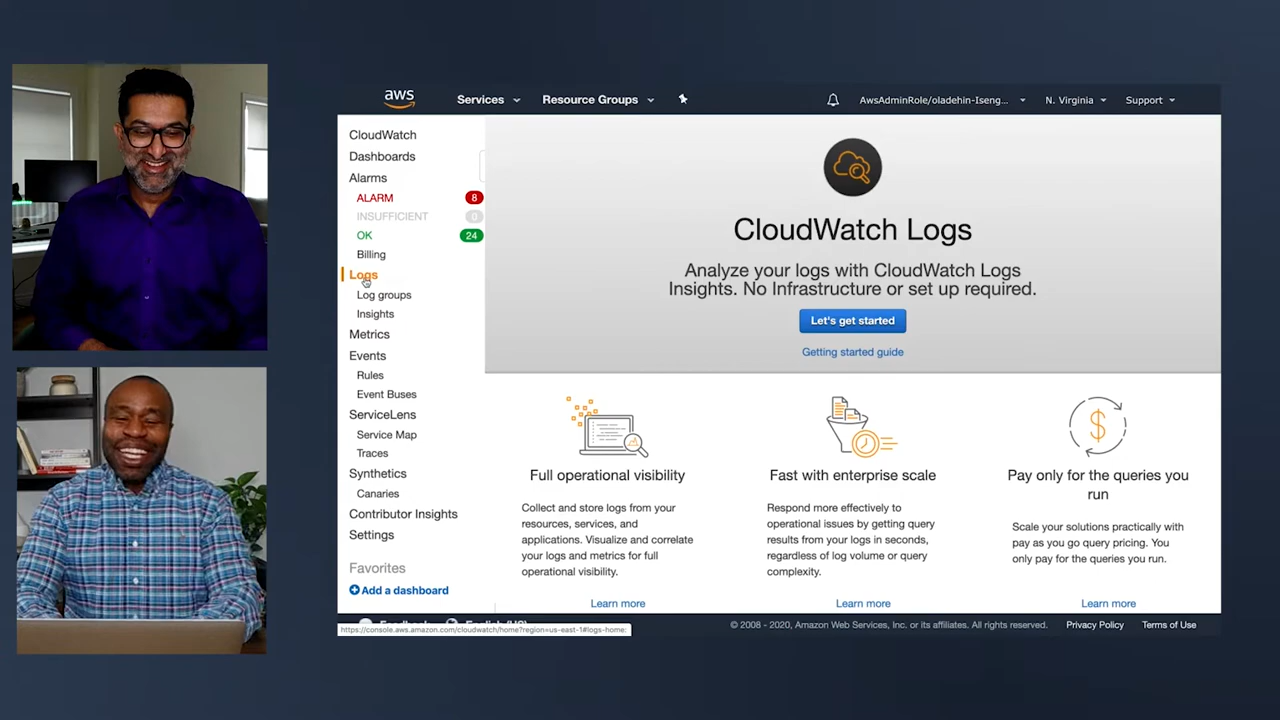 aws
Services
Resource Groups
AwsAdminRole/oladehin-Iseng...
N. Virginia
Support
CloudWatch
Dashboards
Alarms
ALARM 8
INSUFFICIENT 0
OK 24
Billing
Logs
Log groups
Insights
Metrics
Events
Rules
Event Buses
ServiceLens
Service Map
Traces
Synthetics
Canaries
Contributor Insights
Settings
Favorites
Add a dashboard
CloudWatch Logs
Analyze your logs with CloudWatch Logs
Insights. No Infrastructure or set up required.
Let's get started
Getting started guide
Full operational visibility
Collect and store logs from your
resources, services, and
applications. Visualize and correlate
your logs and metrics for full
operational visibility.
Learn more
Fast with enterprise scale
Respond more effectively to
operational issues by getting query
results from your logs in seconds,
regardless of log volume or query
complexity.
Learn more
Pay only for the queries you
run
Scale your solutions practically with
pay as you go query pricing. You
only pay for the queries you run.
Learn more
https://console.aws.amazon.com/cloudwatch/home?region=us-east-1#logs-home:
© 2008 - 2020, Amazon Web Services, Inc. or its affiliates. All rights reserved.
Privacy Policy
Terms of Use